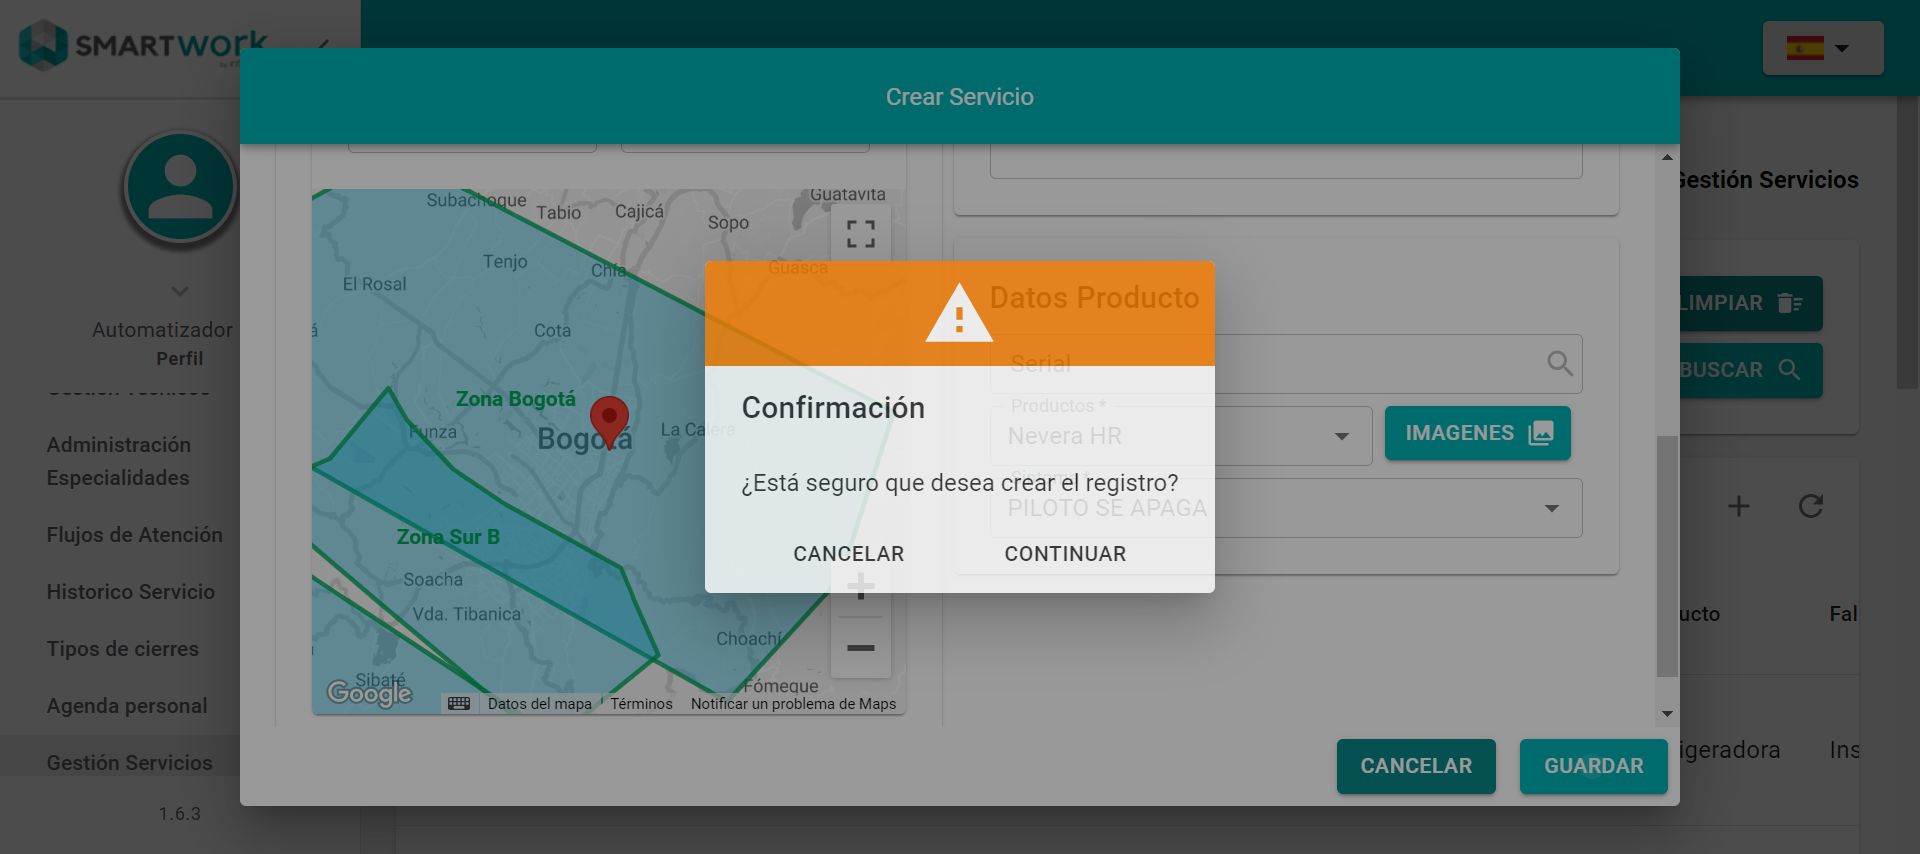 SMARTWORK
Crear Servicio
Gestión Servicios
Automatizador
Perfil
Gestión Técnicos
Administración
Especialidades
Flujos de Atención
Historico Servicio
Tipos de cierres
Agenda personal
Gestión Servicios
1.6.3
Subachoque
Tabio
Cajicá
Sopo
Guatavita
Tenjo
Chía
Guasca
El Rosal
Cota
Zona Bogotá
Funza
Bogotá
La Calera
Zona Sur B
Soacha
Vda. Tibanica
Choachí
Sibaté
Fómeque
Google
Datos del mapa
Términos
Notificar un problema de Maps
Datos Producto
Serial
Productos *
Nevera HR
IMAGENES
Síntoma *
PILOTO SE APAGA
Confirmación
¿Está seguro que desea crear el registro?
CANCELAR
CONTINUAR
CANCELAR
GUARDAR
LIMPIAR
BUSCAR
ucto
Fal
igeradora
Ins